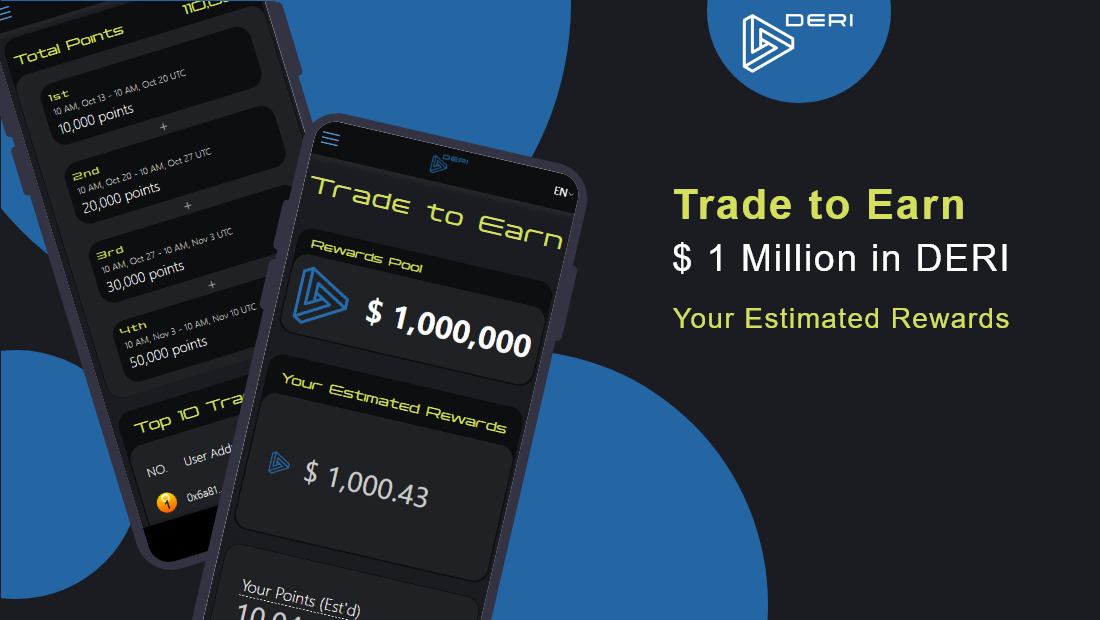 Total Points
1st
10 AM, Oct 13 - 10 AM, Oct 20 UTC
10,000 points
+
2nd
10 AM, Oct 20 - 10 AM, Oct 27 UTC
20,000 points
+
3rd
10 AM, Oct 27 - 10 AM, Nov 3 UTC
30,000 points
+
4th
10 AM, Nov 3 - 10 AM, Nov 10 UTC
50,000 points
Top 10
NO.
User
0x6a81..
DERI
EN
Trade to Earn
Rewards Pool
$ 1,000,000
Your Estimated Rewards
$ 1,000.43
Your Points (Est'd)
DERI
Trade to Earn
$ 1 Million in DERI
Your Estimated Rewards